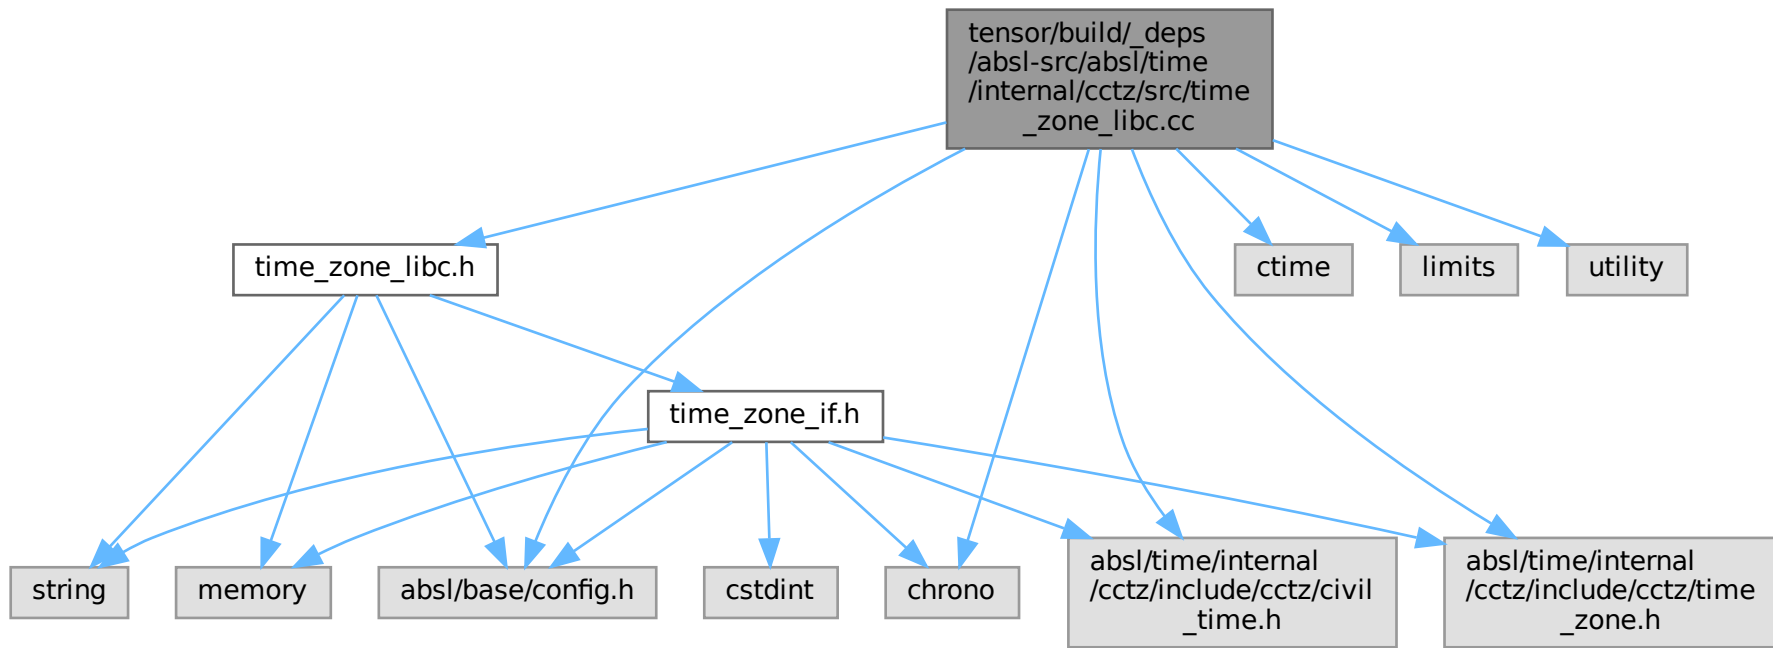 tensor/build/_deps
/absl-src/absl/time
/internal/cctz/src/time
_zone_libc.cc
time_zone_libc.h
ctime
limits
utility
time_zone_if.h
string
memory
absl/base/config.h
cstdint
chrono
absl/time/internal
/cctz/include/cctz/civil
_time.h
absl/time/internal
/cctz/include/cctz/time
_zone.h